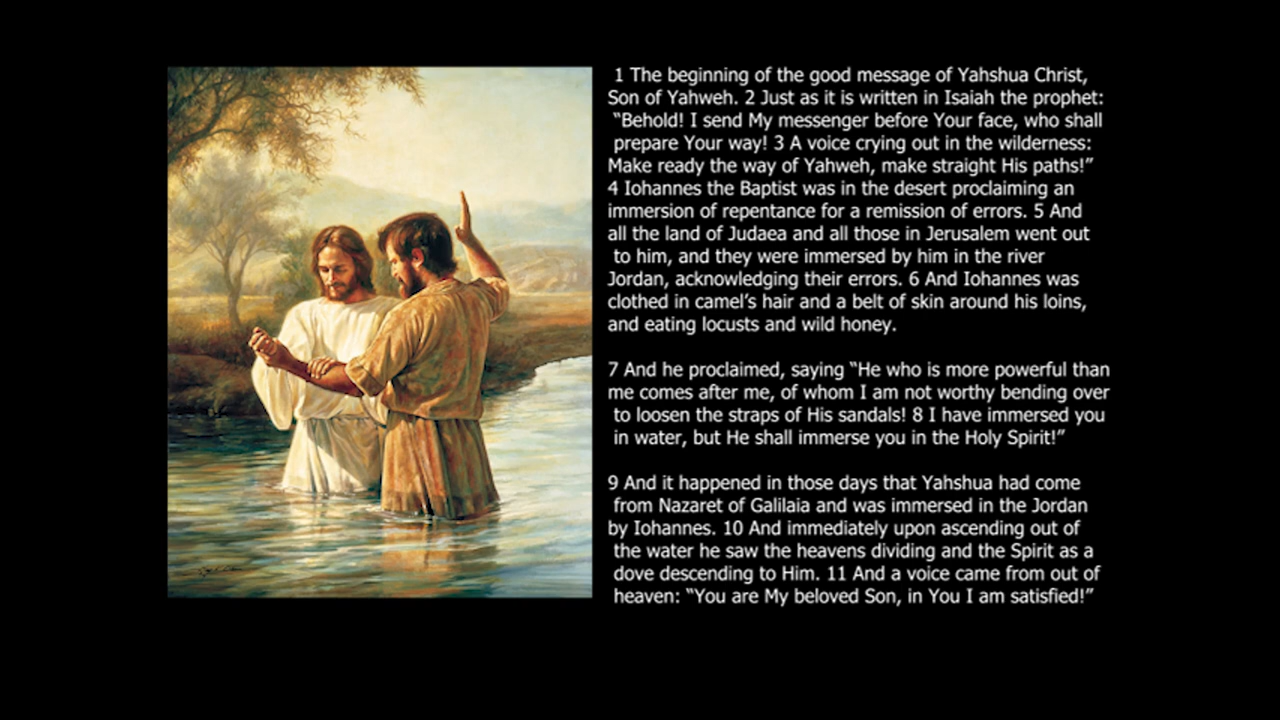 1 The beginning of the good message of Yahshua Christ,
Son of Yahweh. 2 Just as it is written in Isaiah the prophet:
“Behold! I send My messenger before Your face, who shall
prepare Your way! 3 A voice crying out in the wilderness:
Make ready the way of Yahweh, make straight His paths!”
4 Iohannes the Baptist was in the desert proclaiming an
immersion of repentance for a remission of errors. 5 And
all the land of Judaea and all those in Jerusalem went out
to him, and they were immersed by him in the river
Jordan, acknowledging their errors. 6 And Iohannes was
clothed in camel’s hair and a belt of skin around his loins,
and eating locusts and wild honey.
7 And he proclaimed, saying “He who is more powerful than
me comes after me, of whom I am not worthy bending over
to loosen the straps of His sandals! 8 I have immersed you
in water, but He shall immerse you in the Holy Spirit!”
9 And it happened in those days that Yahshua had come
from Nazaret of Galilaia and was immersed in the Jordan
by Iohannes. 10 And immediately upon ascending out of
the water he saw the heavens dividing and the Spirit as a
dove descending to Him. 11 And a voice came from out of
heaven: “You are My beloved Son, in You I am satisfied!”